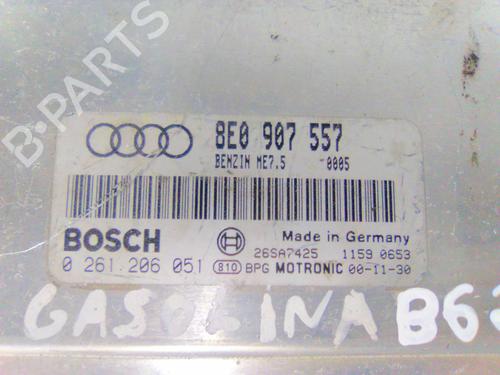 B-PARTS
8E0 907 557
BENZIN ME7.5 0005
BOSCH
Made in Germany
26SA7425 1159 0653
0 261 206 051 810 BPG MOTRONIC 00-11-30
GASOLINA B6